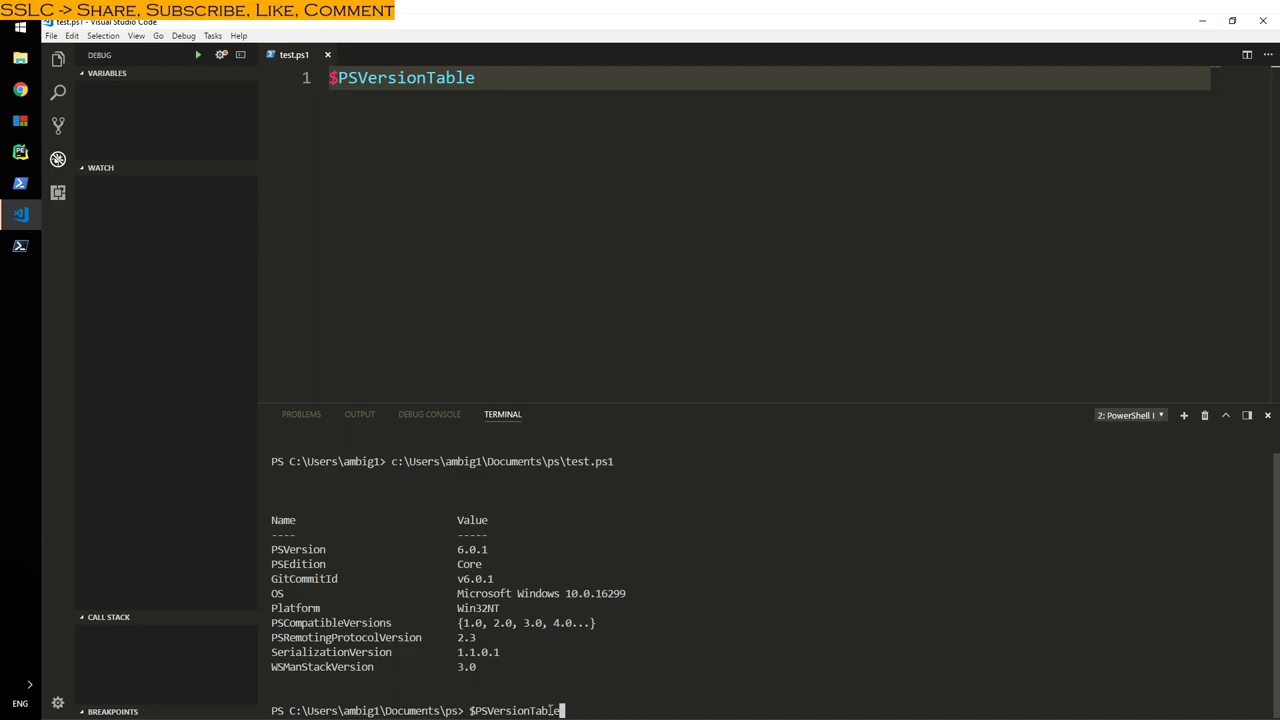 SSLC -> Share, Subscribe, Like, Comment
test.ps1 - Visual Studio Code
File Edit Selection View Go Debug Tasks Help
DEBUG
test.ps1
VARIABLES
1 $PSVersionTable
WATCH
PROBLEMS OUTPUT DEBUG CONSOLE TERMINAL
2: PowerShell I
PS C:\Users\ambig1> c:\Users\ambig1\Documents\ps\test.ps1
Name Value
---- -----
PSVersion 6.0.1
PSEdition Core
GitCommitId v6.0.1
OS Microsoft Windows 10.0.16299
Platform Win32NT
PSCompatibleVersions {1.0, 2.0, 3.0, 4.0...}
PSRemotingProtocolVersion 2.3
SerializationVersion 1.1.0.1
WSManStackVersion 3.0
CALL STACK
ENG
BREAKPOINTS
PS C:\Users\ambig1\Documents\ps> $PSVersionTable